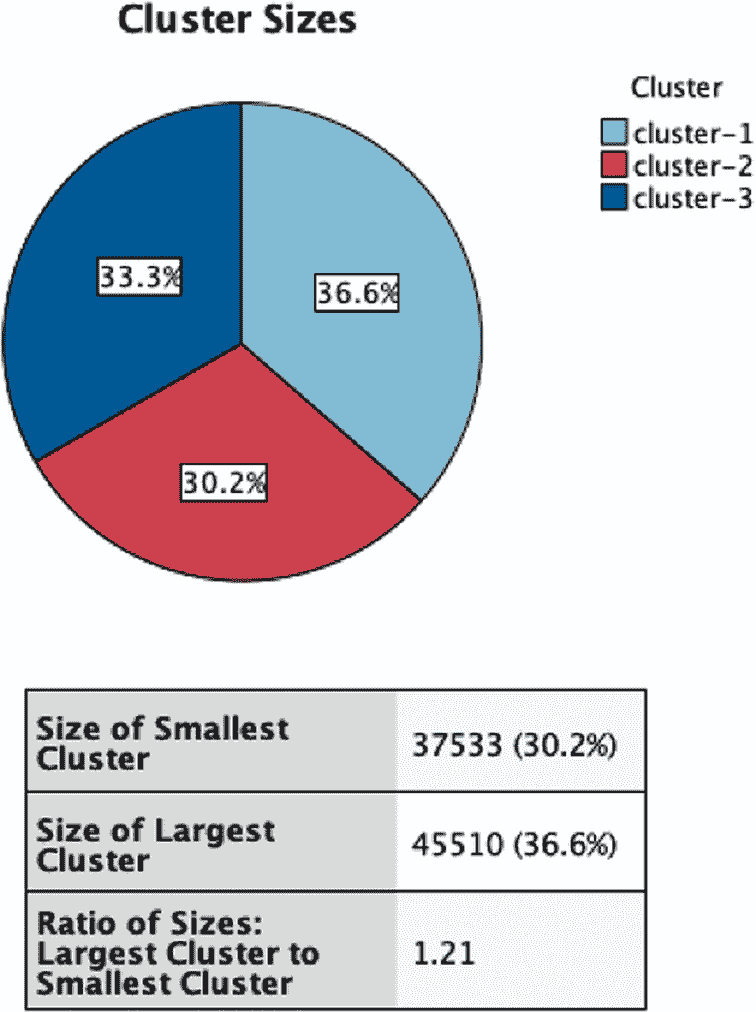 Cluster Sizes
Cluster
cluster-1
cluster-2
cluster-3
33.3%
36.6%
30.2%
Size of Smallest
Cluster
37533 (30.2%)
Size of Largest
Cluster
45510 (36.6%)
Ratio of Sizes:
Largest Cluster to
Smallest Cluster
1.21